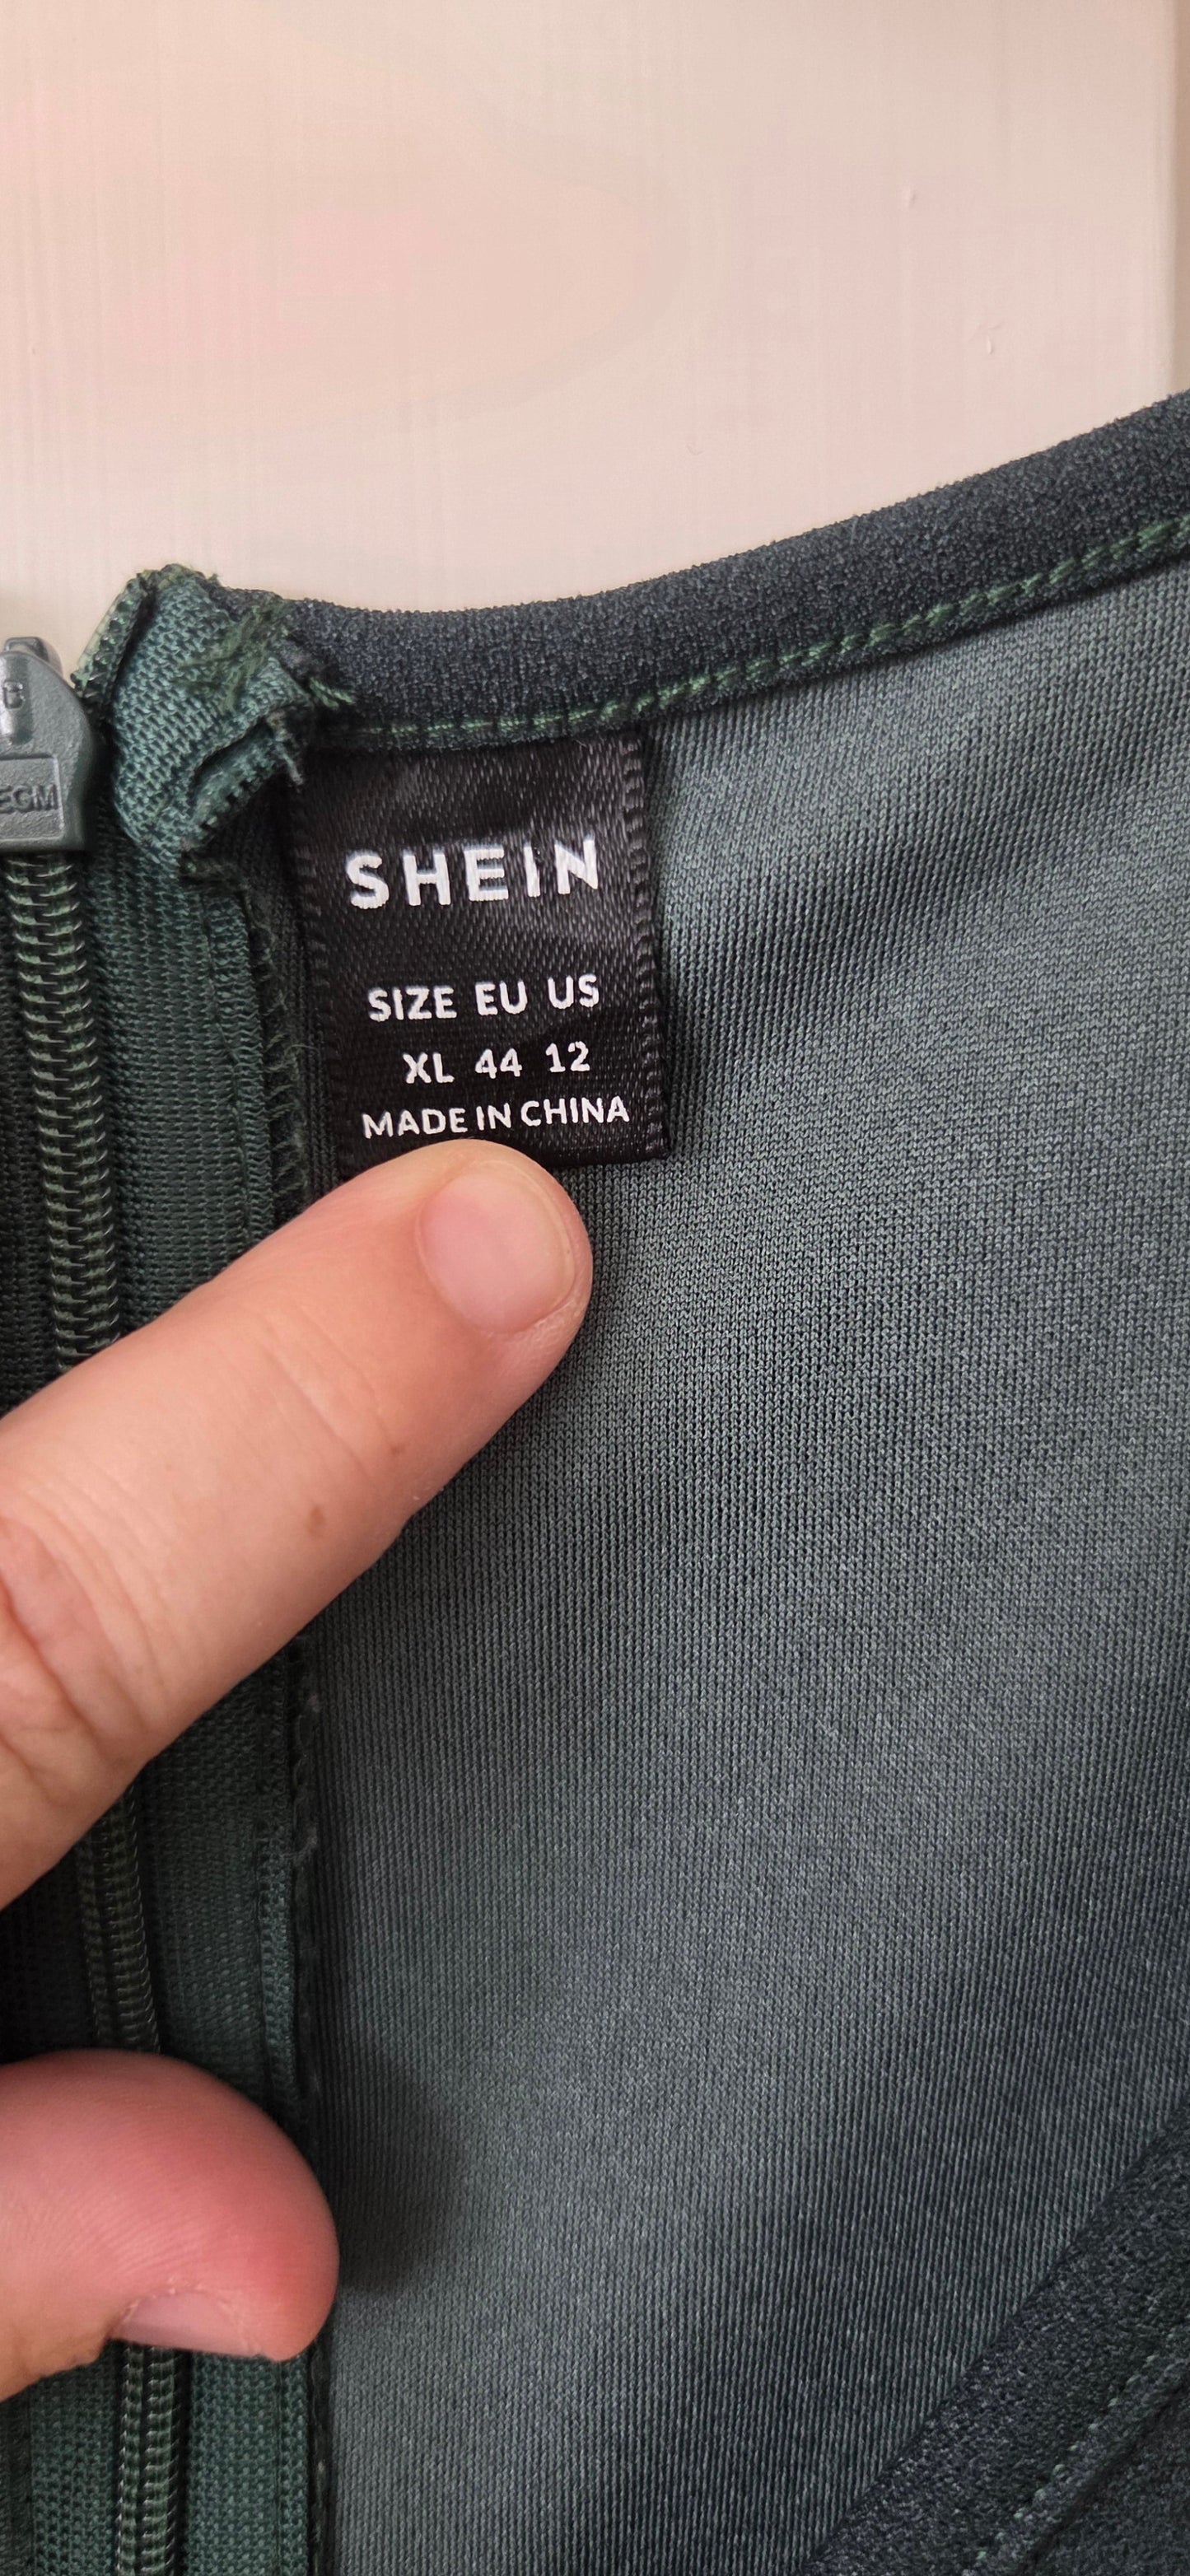 SHEIN
SIZE EU US
XL 44 12
MADE IN CHINA